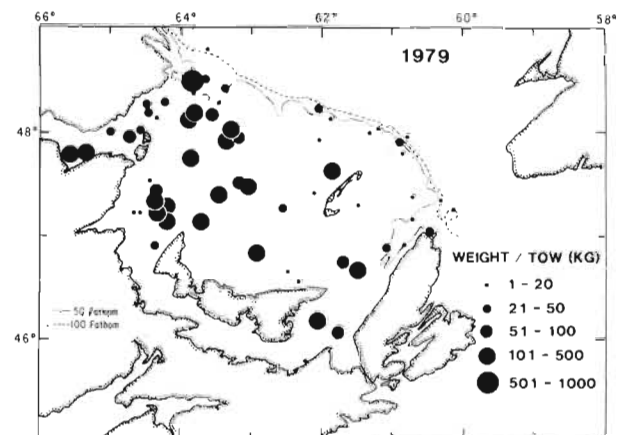 66° 64° 62° 60° 58°
1979
48°
WEIGHT / TOW (KG)
1 - 20
21 - 50
50 Fathom
51 - 100
100 Fathom
46°
101 - 500
501 - 1000